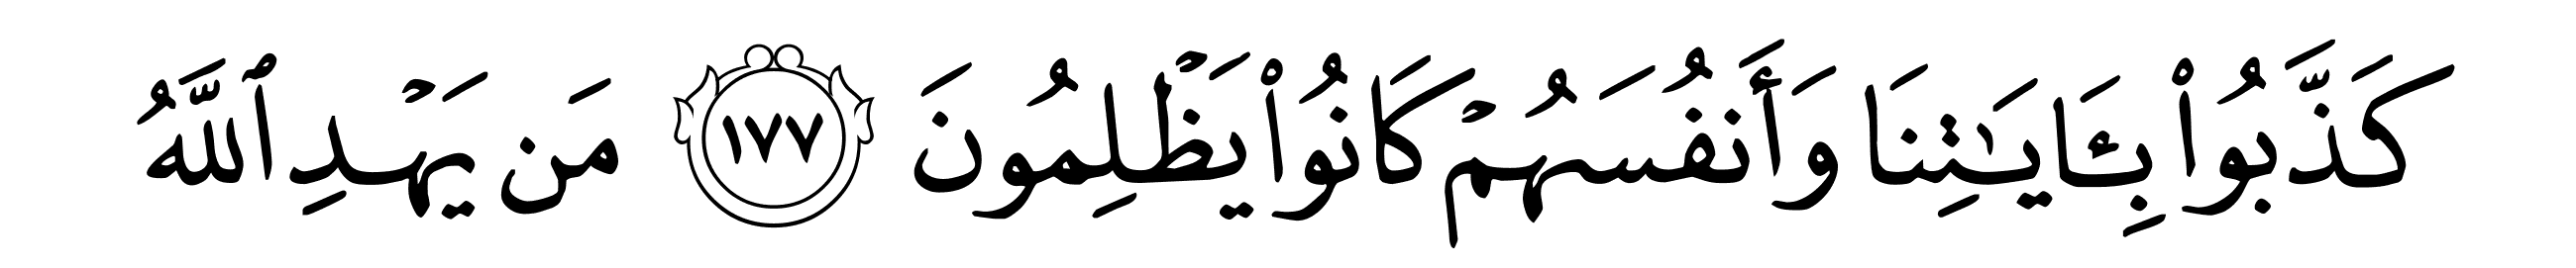 كَذَّبُوا۟ بِـَٔايَـٰتِنَا وَأَنفُسَهُمْ كَانُوا۟ يَظْلِمُونَ ١٧٧ مَن يَهْدِ ٱللَّهُ